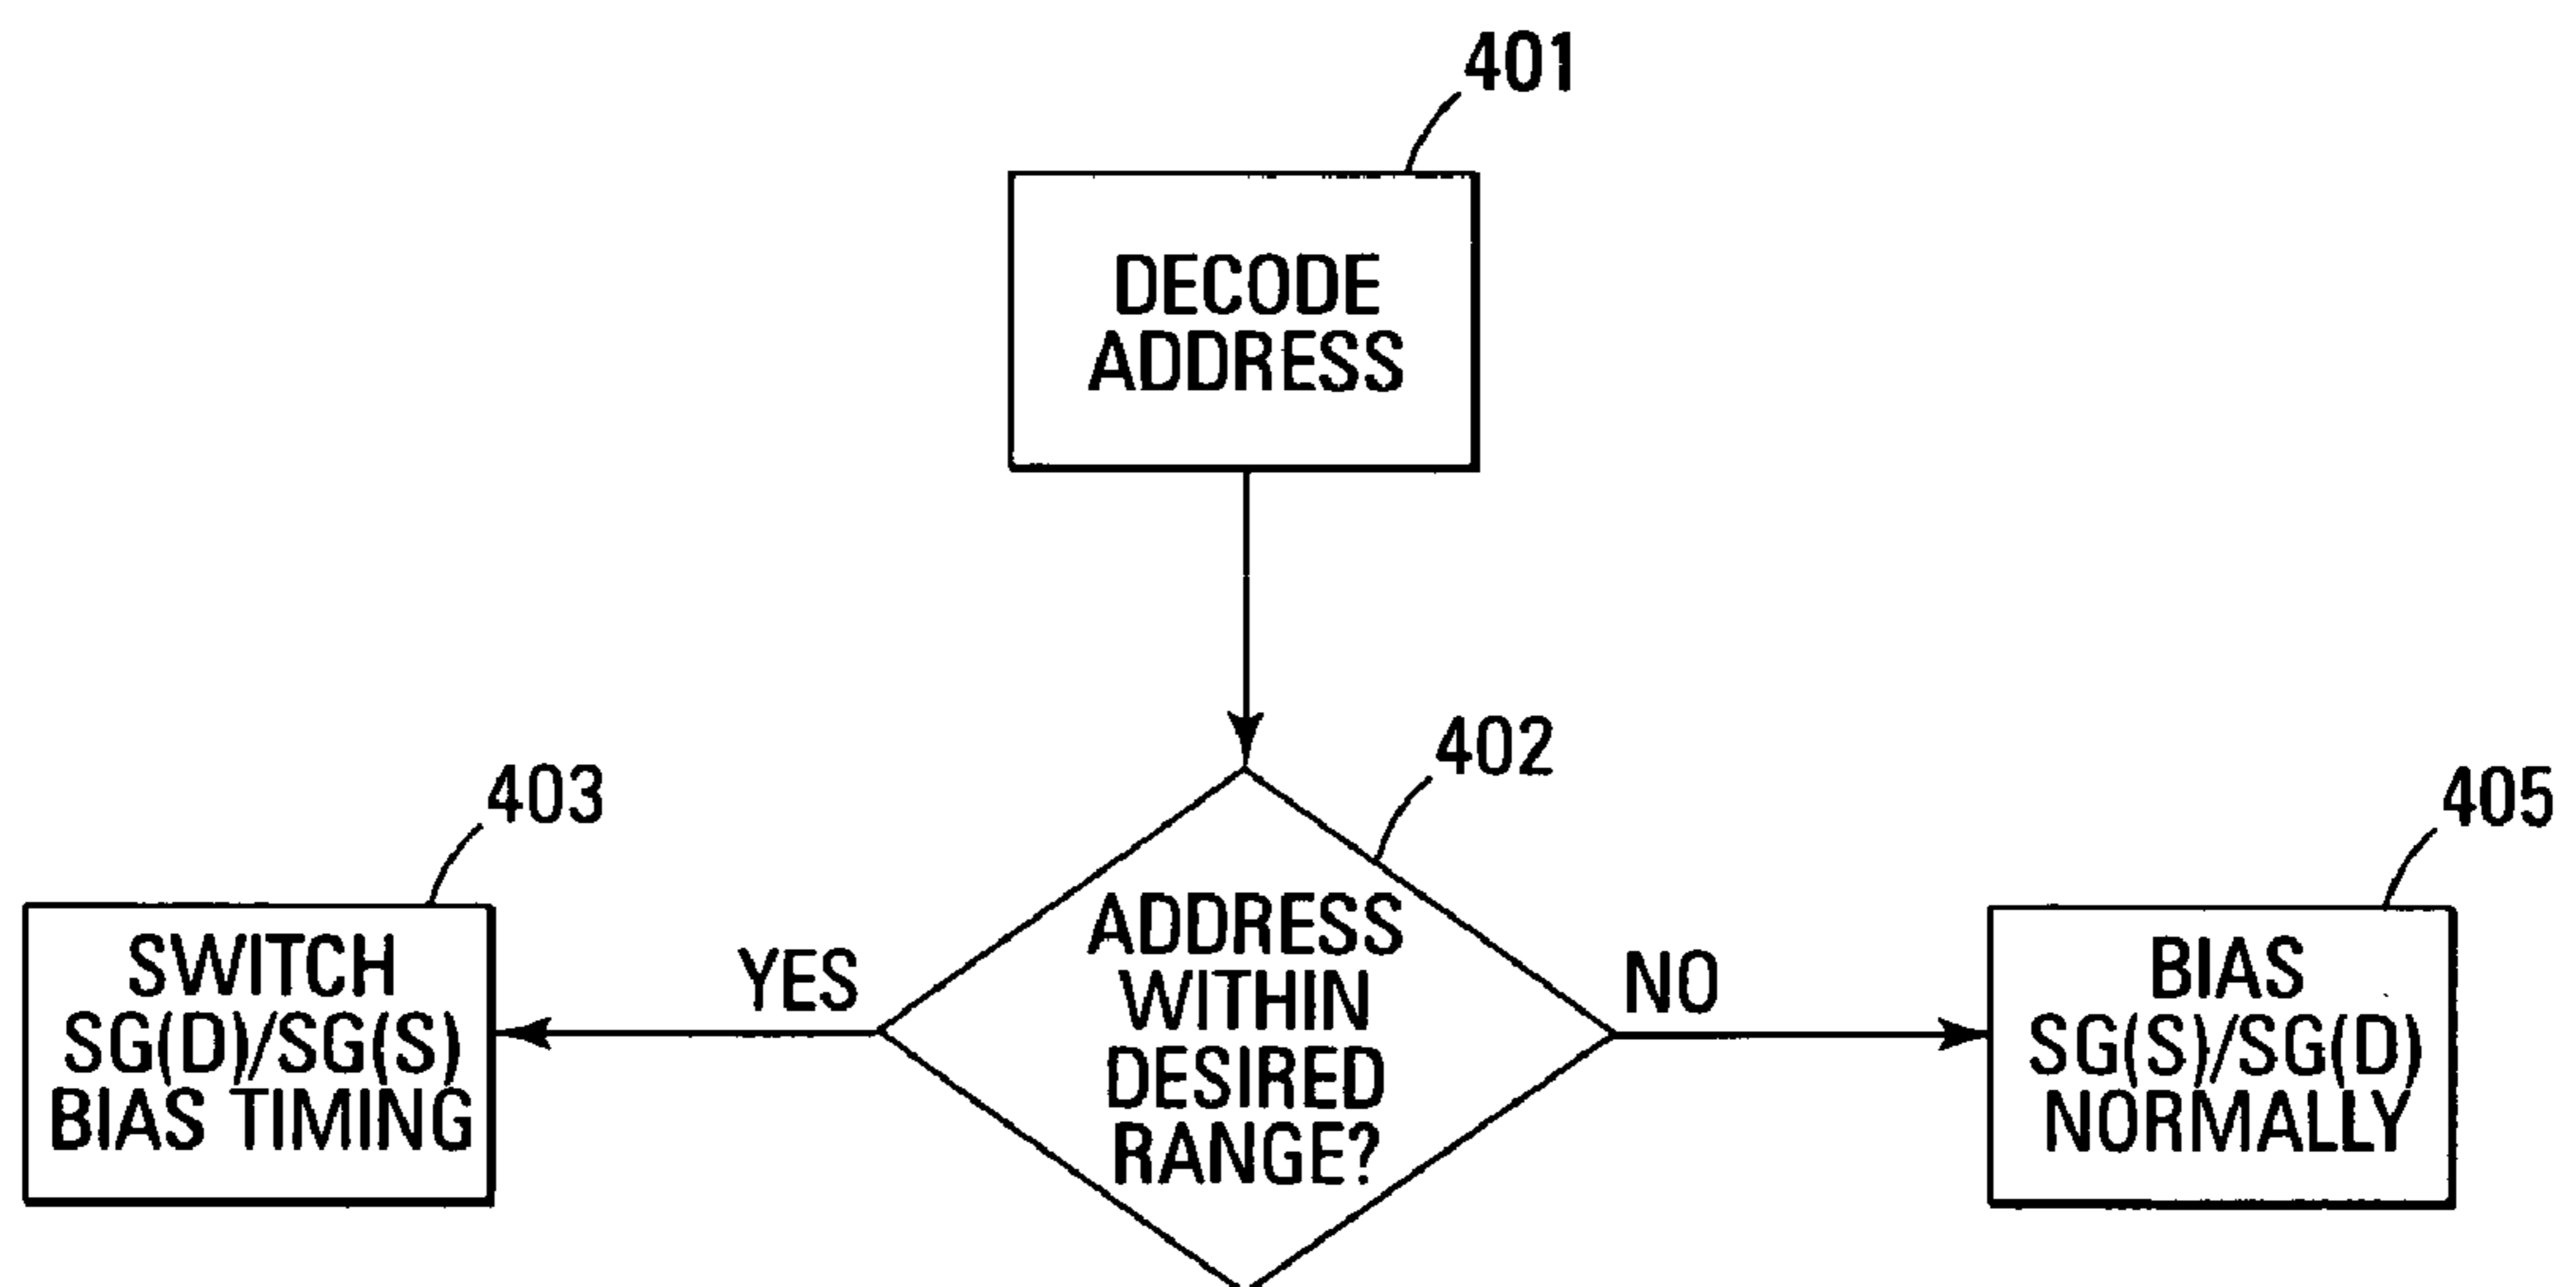 401
DECODE
ADDRESS
402
403
405
ADDRESS
WITHIN
DESIRED
RANGE?
YES
NO
SWITCH
SG(D)/SG(S)
BIAS TIMING
BIAS
SG(S)/SG(D)
NORMALLY